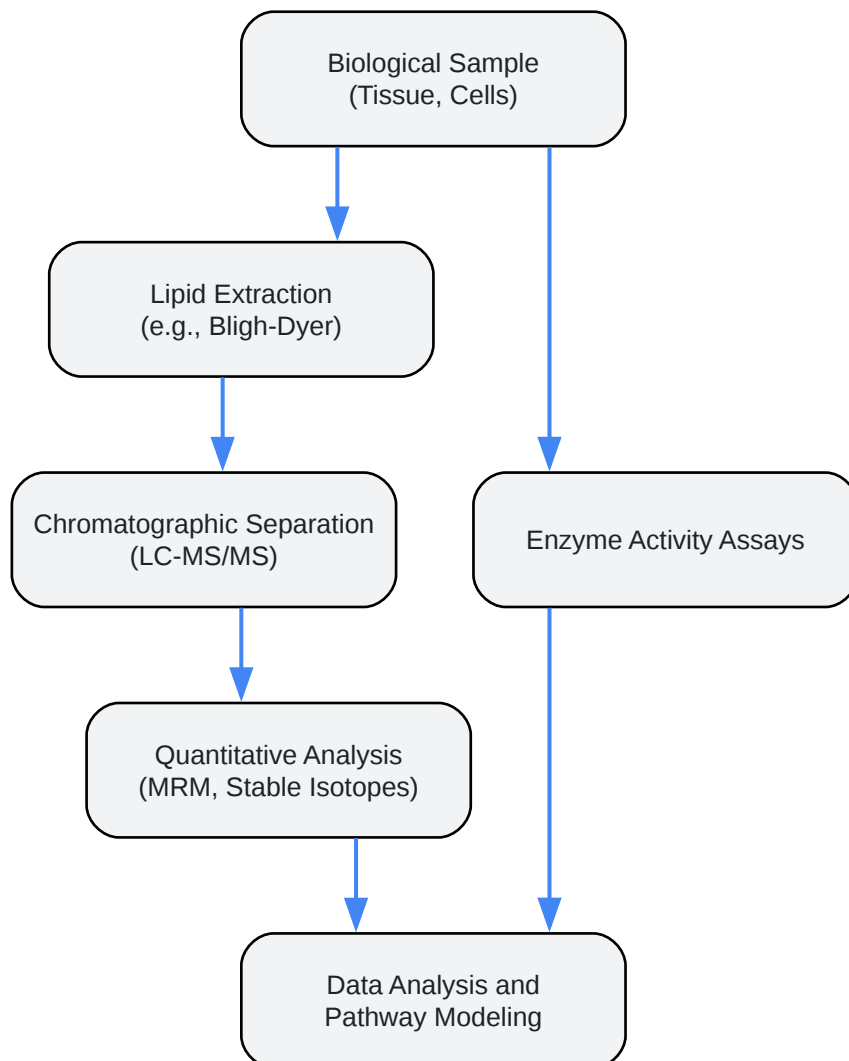 Biological Sample
(Tissue, Cells)
Lipid Extraction
(e.g., Bligh-Dyer)
Chromatographic Separation
(LC-MS/MS)
Enzyme Activity Assays
Quantitative Analysis
(MRM, Stable Isotopes)
Data Analysis and
Pathway Modeling